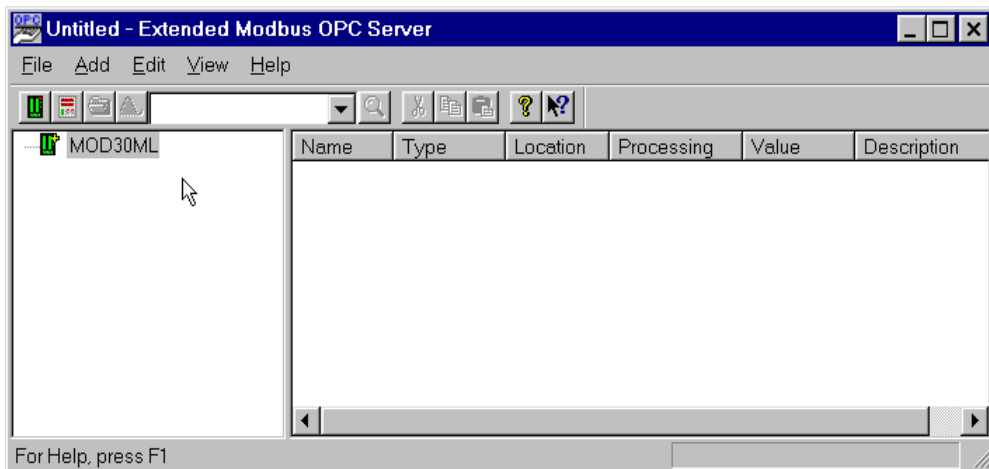 OPC Untitled - Extended Modbus OPC Server
File Add Edit View Help
MOD30ML
Name Type Location Processing Value Description
For Help, press F1